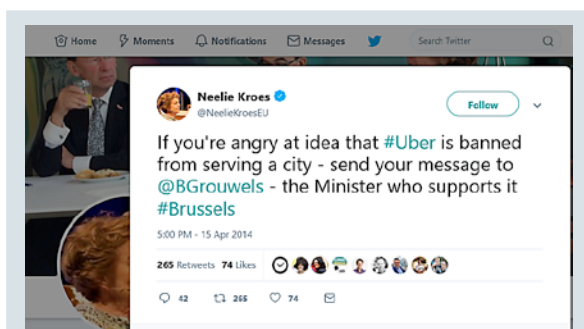 Home Moments Notifications Messages Search Twitter
Neelie Kroes
@NeelieKroesEU
Follow
If you're angry at idea that #Uber is banned
from serving a city - send your message to
@BGrouwels - the Minister who supports it
#Brussels
5:00 PM - 15 Apr 2014
265 Retweets 74 Likes
42 265 74